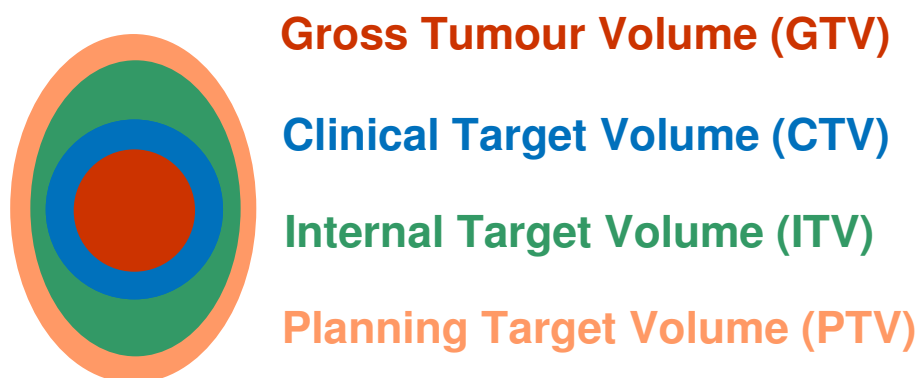 Gross Tumour Volume (GTV)
Clinical Target Volume (CTV)
Internal Target Volume (ITV)
Planning Target Volume (PTV)